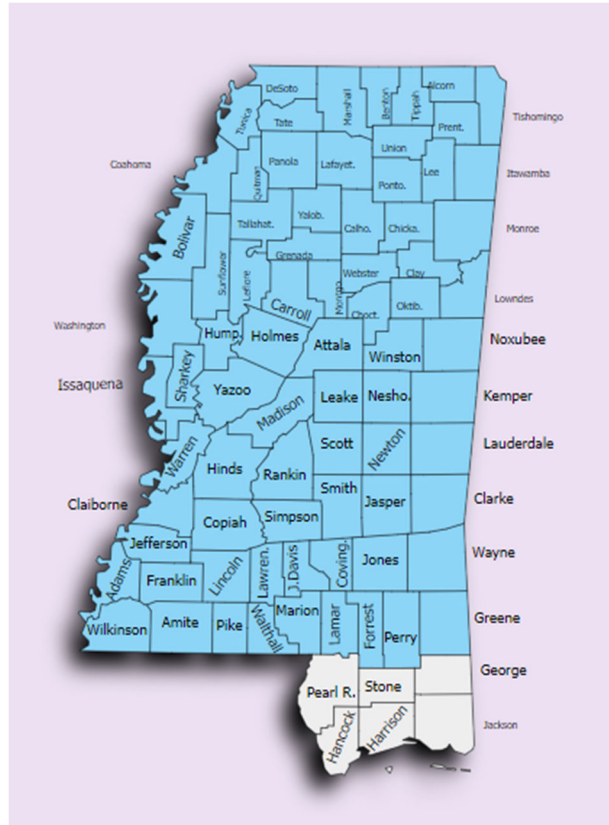 DeSoto
Marshall
Benton
Tippah
Alcorn
Tunica
Tate
Prent.
Tishomingo
Union
Coahoma
Panola
Lafayet.
Lee
Itawamba
Quitman
Ponto.
Yalob.
Tallahat.
Calho.
Chicka.
Monroe
Bolivar
Grenada
Sunflowar
Leflore
Webster
Clay
Montgo
Carroll
Oktib.
Lowndes
Choct.
Washington
Hump.
Holmes
Attala
Winston
Noxubee
Sharkey
Issaquena
Yazoo
Leake
Nesho.
Kemper
Madison
Warren
Hinds
Scott
Newton
Lauderdale
Rankin
Smith
Jasper
Clarke
Claiborne
Copiah
Simpson
Jefferson
Lawren.
J.Davis
Coving.
Jones
Wayne
Adams
Franklin
Lincoln
Marion
Wilkinson
Amite
Pike
Walthall
Lamar
Forrest
Perry
Greene
Pearl R.
Stone
George
Hancock
Harrison
Jackson